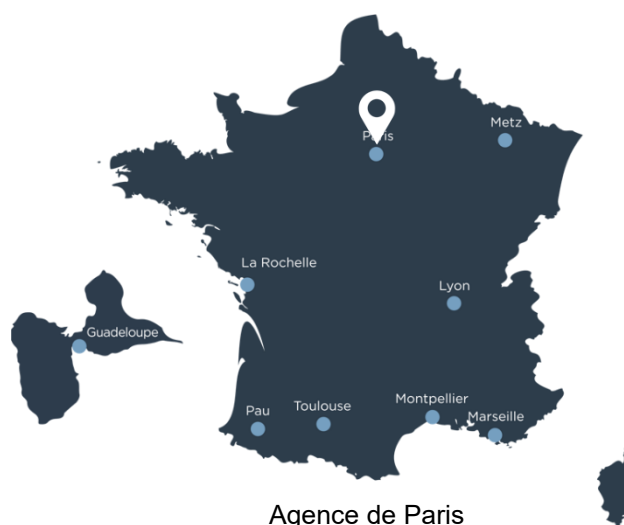 Paris
Metz
La Rochelle
Lyon
Guadeloupe
Pau
Toulouse
Montpellier
Marseille
Agence de Paris